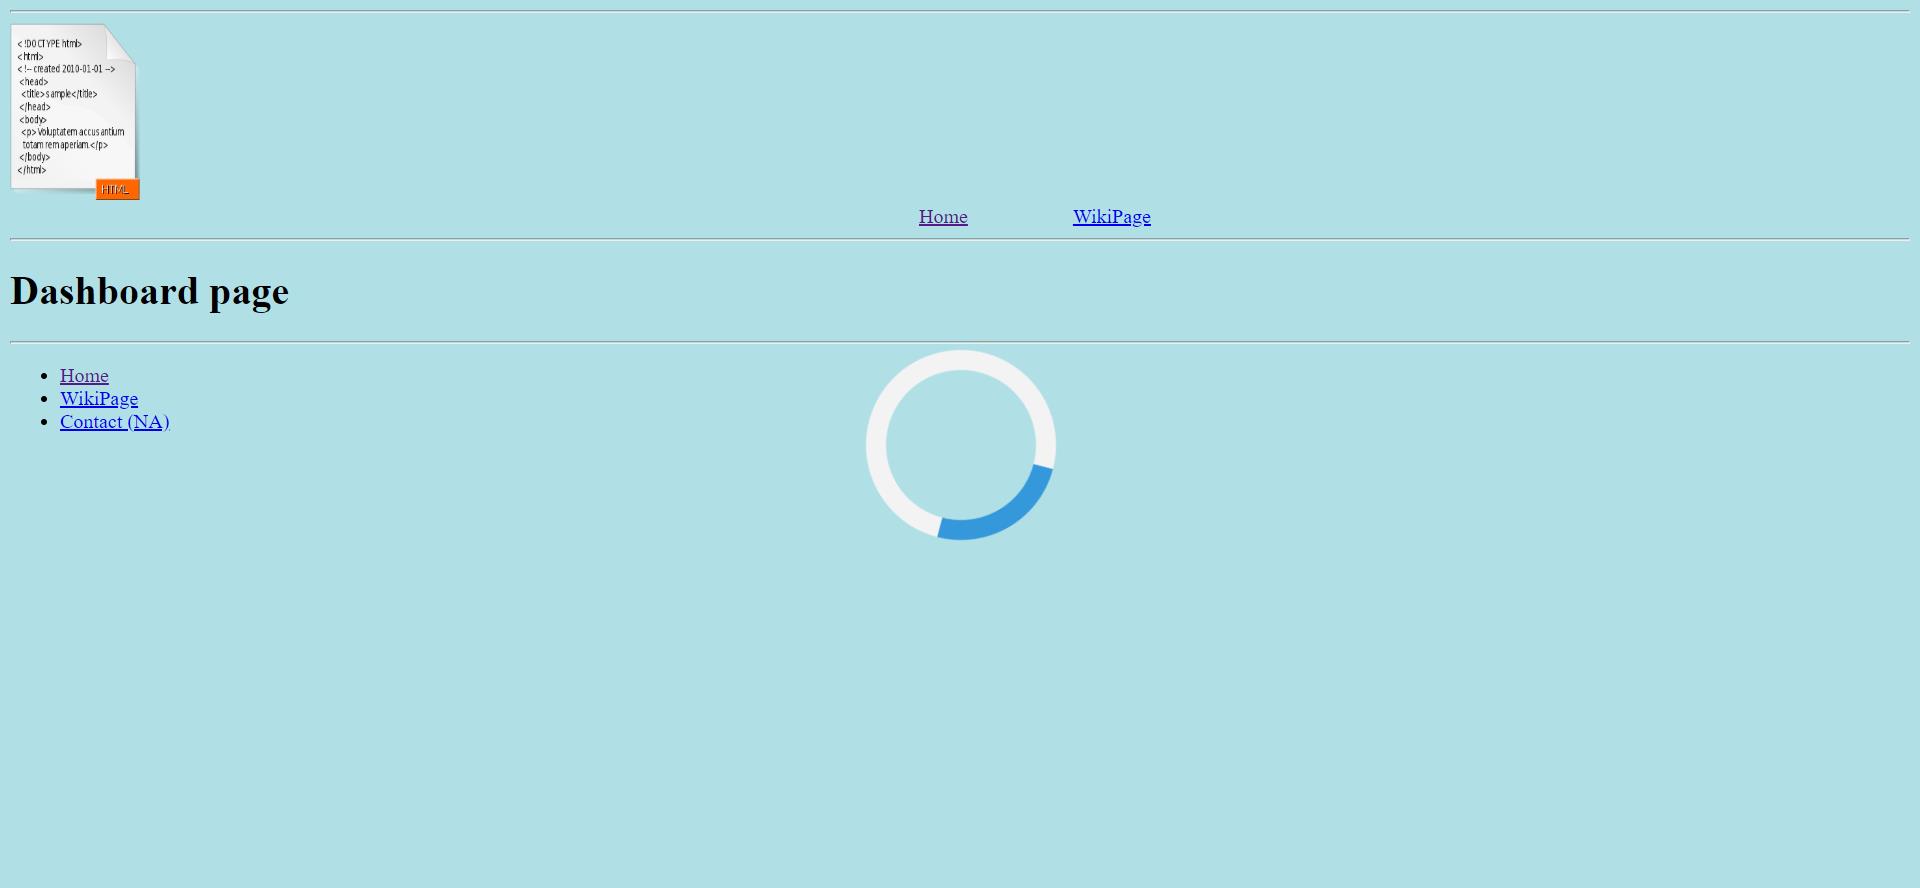 <!DOCTYPE html>
<html>
<!-- created 2010-01-01 -->
<head>
<title>sample</title>
</head>
<body>
<p>Voluptatem accusantium
totam rem aperiam.</p>
</body>
</html>
HTML
Home WikiPage
Dashboard page
Home
WikiPage
Contact (NA)